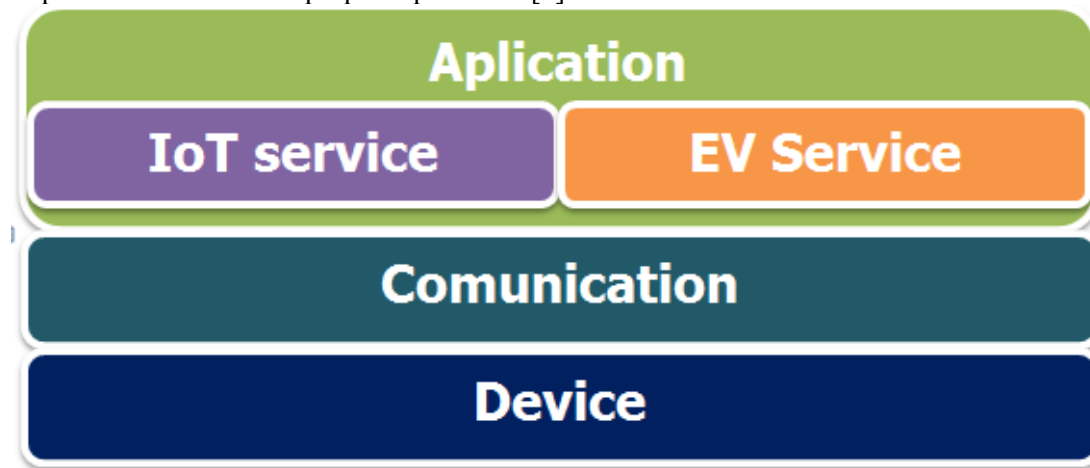 Aplication
IoT service
EV Service
Comunication
Device